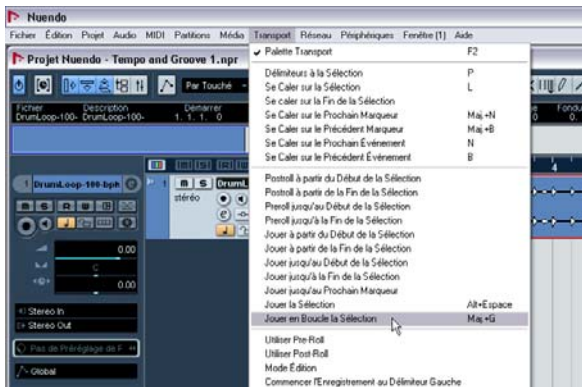 Nuendo
Fichier Édition Projet Audio MIDI Partitions Média Transport Réseau Périphériques Fenêtre (1) Aide
Projet Nuendo - Tempo and Groove 1.npr
Par Touché
Fichier Description Démarrer
DrumLoop-100- DrumLoop-100- 1. 1. 1. 0
Palette Transport F2
Délimiteurs à la Sélection P
Se Caler sur la Sélection L
Se caler sur la Fin de la Sélection
Se Caler sur le Prochain Marqueur Maj.+N
Se Caler sur le Précédent Marqueur Maj.+B
Se Caler sur le Prochain Événement N
Se Caler sur le Précédent Événement B
Postroll à partir du Début de la Sélection
Postroll à partir de la Fin de la Sélection
Preroll jusqu'au Début de la Sélection
Preroll jusqu'à la Fin de la Sélection
Jouer à partir du Début de la Sélection
Jouer à partir de la Fin de la Sélection
Jouer jusqu'au Début de la Sélection
Jouer jusqu'à la Fin de la Sélection
Jouer jusqu'au Prochain Marqueur
Jouer la Sélection Alt+Espace
Jouer en Boucle la Sélection Maj.+G
Utiliser Pre-Roll
Utiliser Post-Roll
Mode Édition
Commencer l'Enregistrement au Délimiteur Gauche
1 DrumLoop-100-bph
M S R W
0.00
C
0.00
Stereo In
Stereo Out
Pas de Préréglage de F
Global
1 M S DrumL
stéréo
4